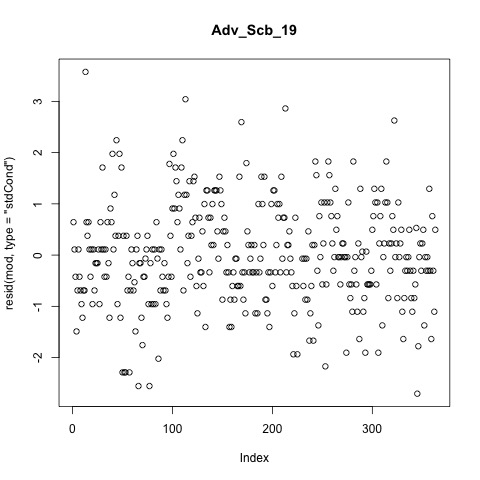 Adv_Scb_19
resid(mod, type = "stdCond")
3
2
1
0
-1
-2
0 100 200 300
Index